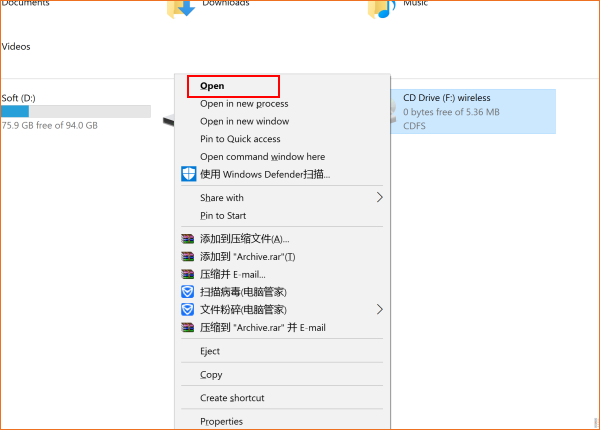 Documents
Downloads
Music
Videos
Soft (D:)
75.9 GB free of 94.0 GB
CD Drive (F:) wireless
0 bytes free of 5.36 MB
CDFS
Open
Open in new process
Open in new window
Pin to Quick access
Open command window here
使用 Windows Defender扫描...
Share with
Pin to Start
添加到压缩文件(A)...
添加到 "Archive.rar"(T)
压缩并 E-mail...
扫描病毒(电脑管家)
文件粉碎(电脑管家)
压缩到 "Archive.rar" 并 E-mail
Eject
Copy
Create shortcut
Properties